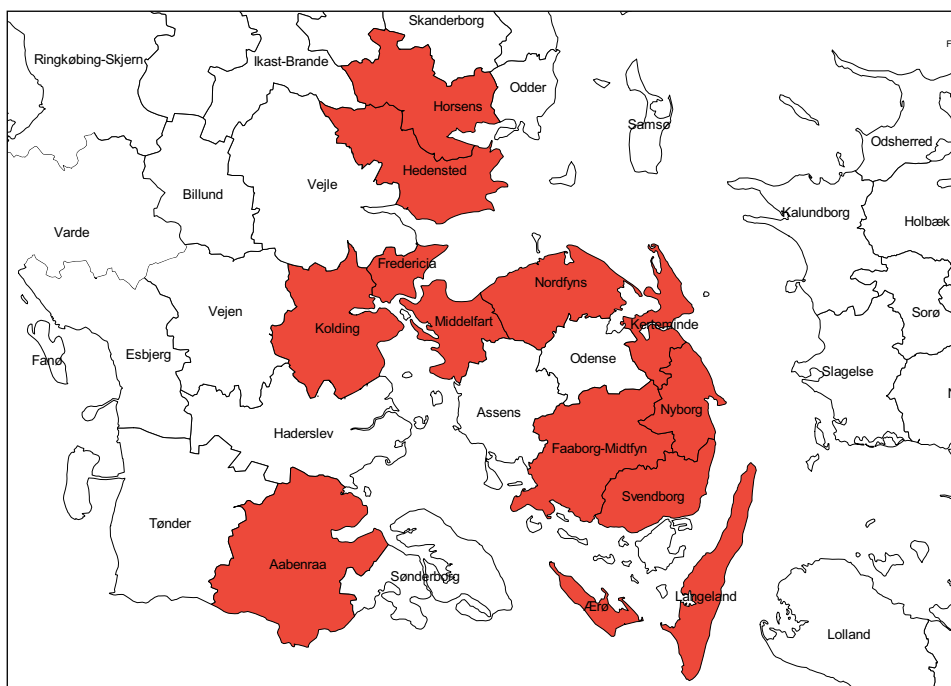 Skanderborg
F
Ringkøbing-Skjern
Ikast-Brande
Odder
Horsens
Samsø
Odsherred
Hedensted
Vejle
Billund
Kalundborg
Holbæk
Varde
Fredericia
Nordfyns
Vejen
Kolding
Middelfart
Kerteminde
Sorø
Esbjerg
Fanø
Odense
Slagelse
N
Assens
Nyborg
Haderslev
Faaborg-Midtfyn
Svendborg
Tønder
Aabenraa
Sønderborg
Langeland
Ærø
Lolland